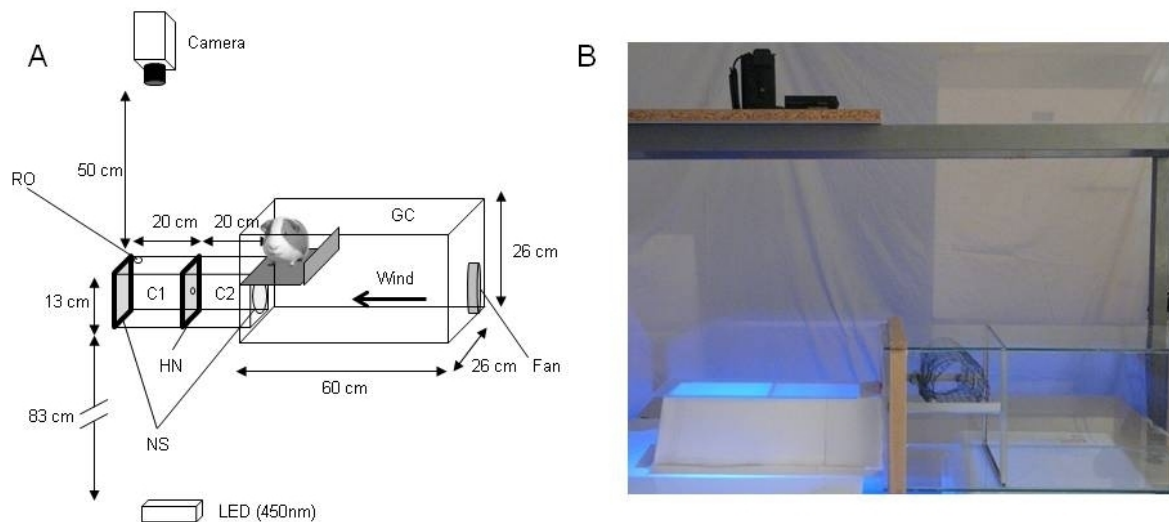 A
Camera
B
50 cm
RO
20 cm
20 cm
GC
26 cm
Wind
C1
C2
13 cm
HN
26 cm
Fan
60 cm
83 cm
NS
LED (450nm)